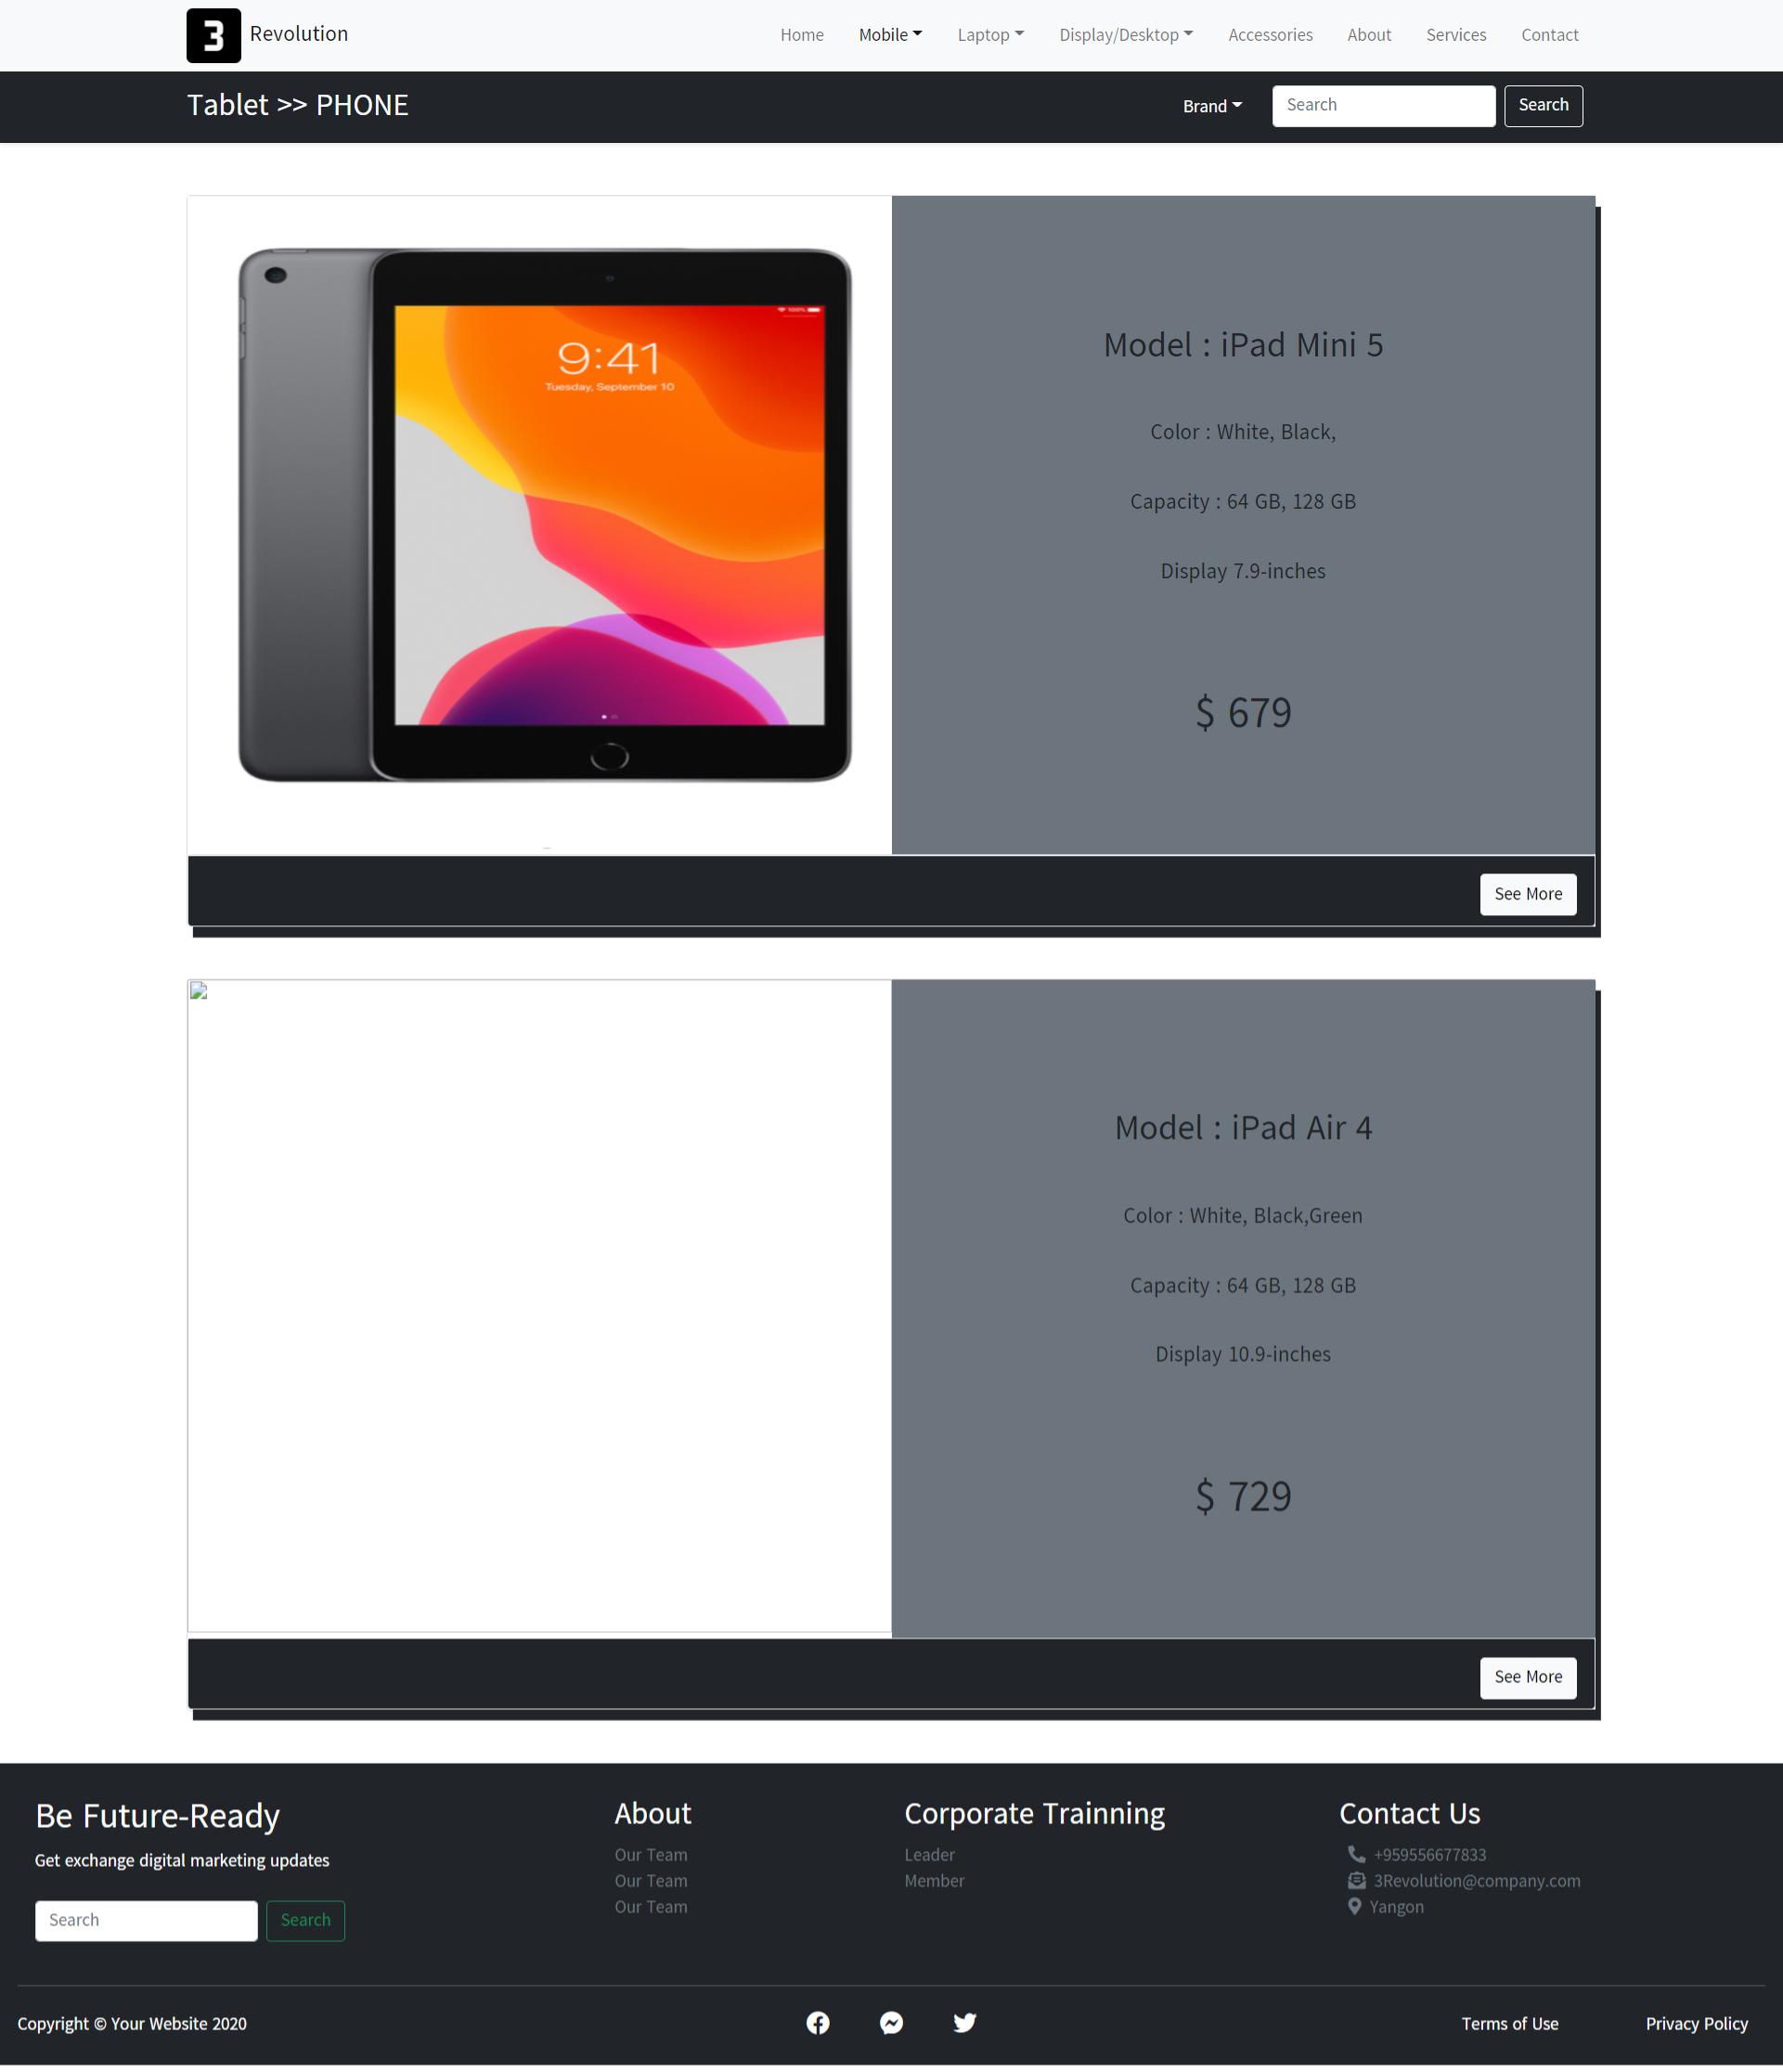 3 Revolution
Home Mobile Laptop Display/Desktop Accessories About Services Contact
Tablet >> PHONE
Brand Search Search
9:41
Tuesday, September 10
100%
Model : iPad Mini 5
Color : White, Black,
Capacity : 64 GB, 128 GB
Display 7.9-inches
$ 679
See More
Model : iPad Air 4
Color : White, Black,Green
Capacity : 64 GB, 128 GB
Display 10.9-inches
$ 729
See More
Be Future-Ready
Get exchange digital marketing updates
Search Search
About
Our Team
Our Team
Our Team
Corporate Trainning
Leader
Member
Contact Us
+959556677833
3Revolution@company.com
Yangon
Copyright © Your Website 2020
Terms of Use Privacy Policy